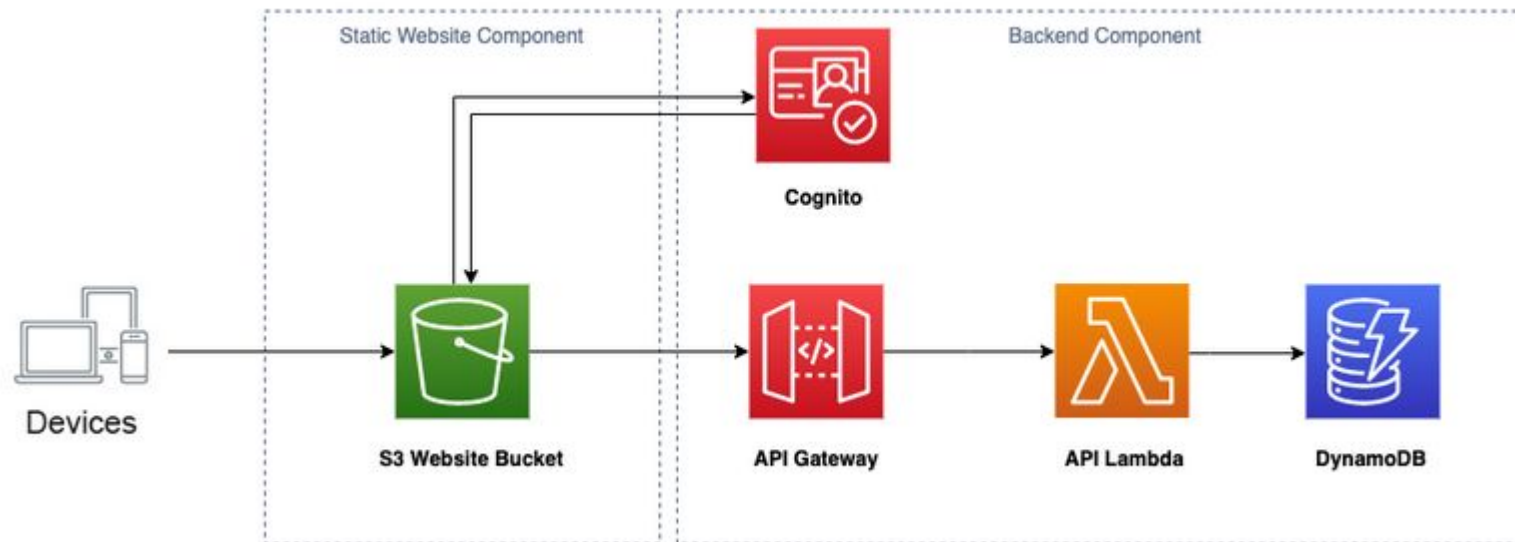 Static Website Component
Backend Component
Cognito
</>
Devices
S3 Website Bucket
API Gateway
API Lambda
DynamoDB